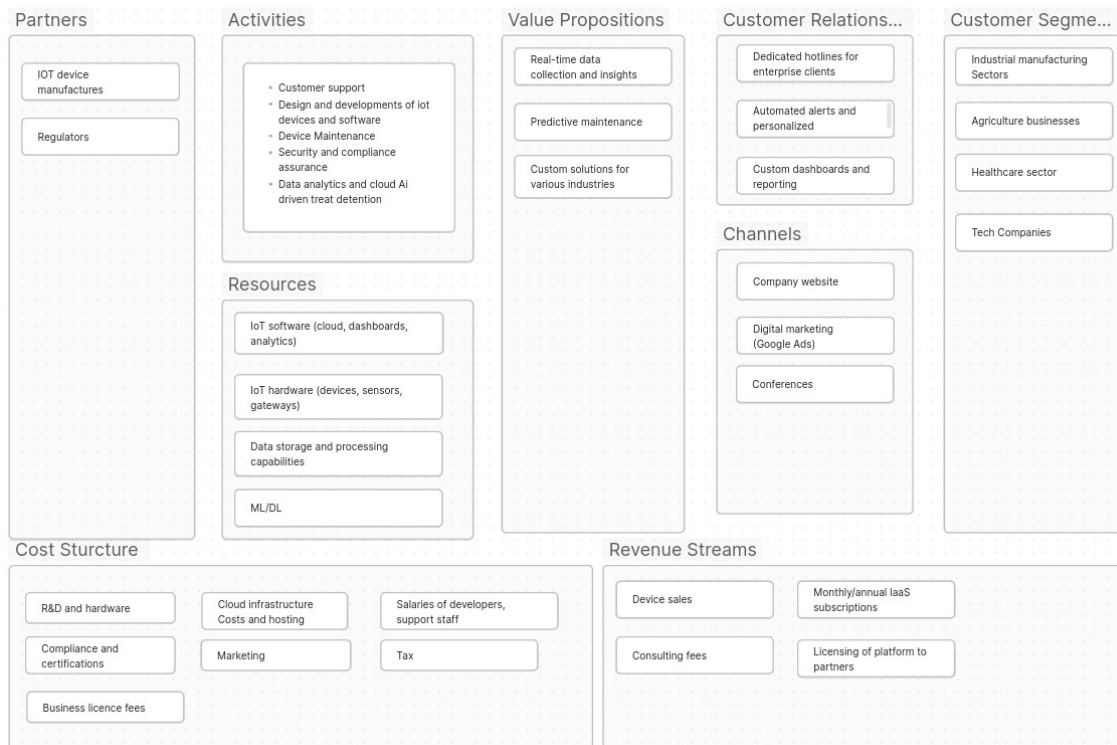 Partners
IOT device
manufactures
Regulators
Activities
• Customer support
• Design and developments of iot
devices and software
• Device Maintenance
• Security and compliance
assurance
• Data analytics and cloud Ai
driven treat detention
Resources
IoT software (cloud, dashboards,
analytics)
IoT hardware (devices, sensors,
gateways)
Data storage and processing
capabilities
ML/DL
Value Propositions
Real-time data
collection and insights
Predictive maintenance
Custom solutions for
various industries
Customer Relations...
Dedicated hotlines for
enterprise clients
Automated alerts and
personalized
Custom dashboards and
reporting
Channels
Company website
Digital marketing
(Google Ads)
Conferences
Customer Segme...
Industrial manufacturing
Sectors
Agriculture businesses
Healthcare sector
Tech Companies
Cost Sturcture
R&D and hardware
Cloud infrastructure
Costs and hosting
Salaries of developers,
support staff
Compliance and
certifications
Marketing
Tax
Business licence fees
Revenue Streams
Device sales
Monthly/annual IaaS
subscriptions
Consulting fees
Licensing of platform to
partners